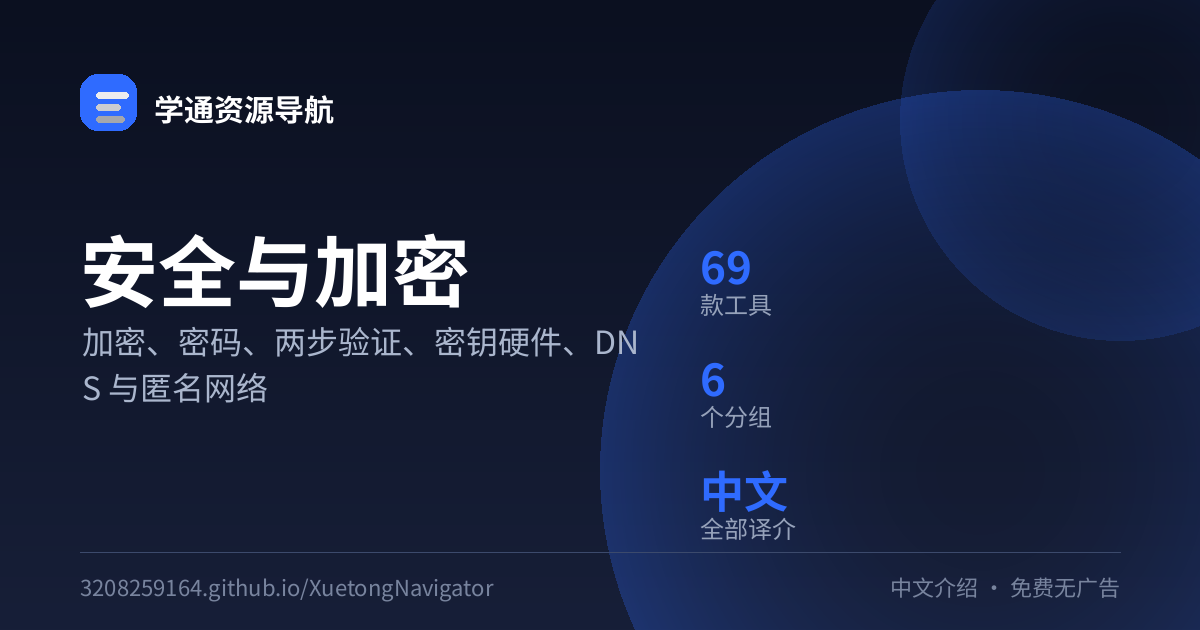 学通资源导航
安全与加密
加密、密码、两步验证、密钥硬件、DN
S 与匿名网络
69
款工具
6
个分组
中文
全部译介
3208259164.github.io/XuetongNavigator
中文介绍 · 免费无广告